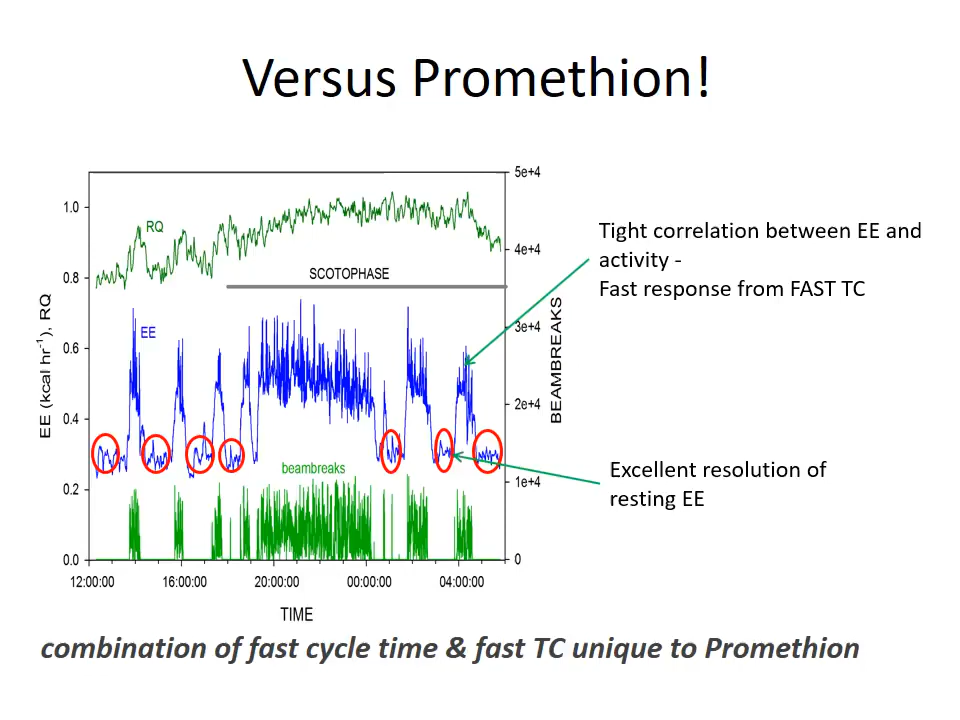 Versus Promethion!
5e+4
1.0
RQ
4e+4
Tight correlation between EE and
activity -
Fast response from FAST TC
0.8
SCOTOPHASE
EE (kcal hr-1), RQ
BEAMBREAKS
3e+4
EE
0.6
0.4
2e+4
0.2
beambreaks
1e+4
Excellent resolution of
resting EE
0.0
0
12:00:00 16:00:00 20:00:00 00:00:00 04:00:00
TIME
combination of fast cycle time & fast TC unique to Promethion